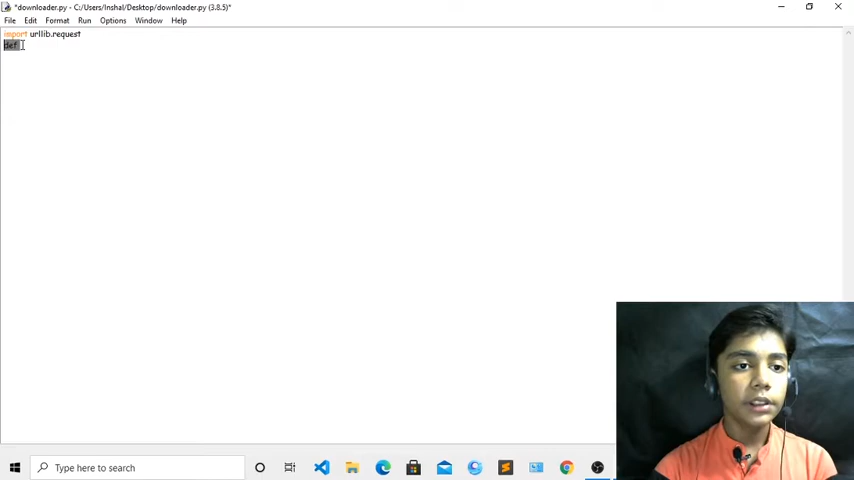 *downloader.py - C:/Users/Inshal/Desktop/downloader.py (3.8.5)*
File Edit Format Run Options Window Help
import urllib.request
def
Type here to search